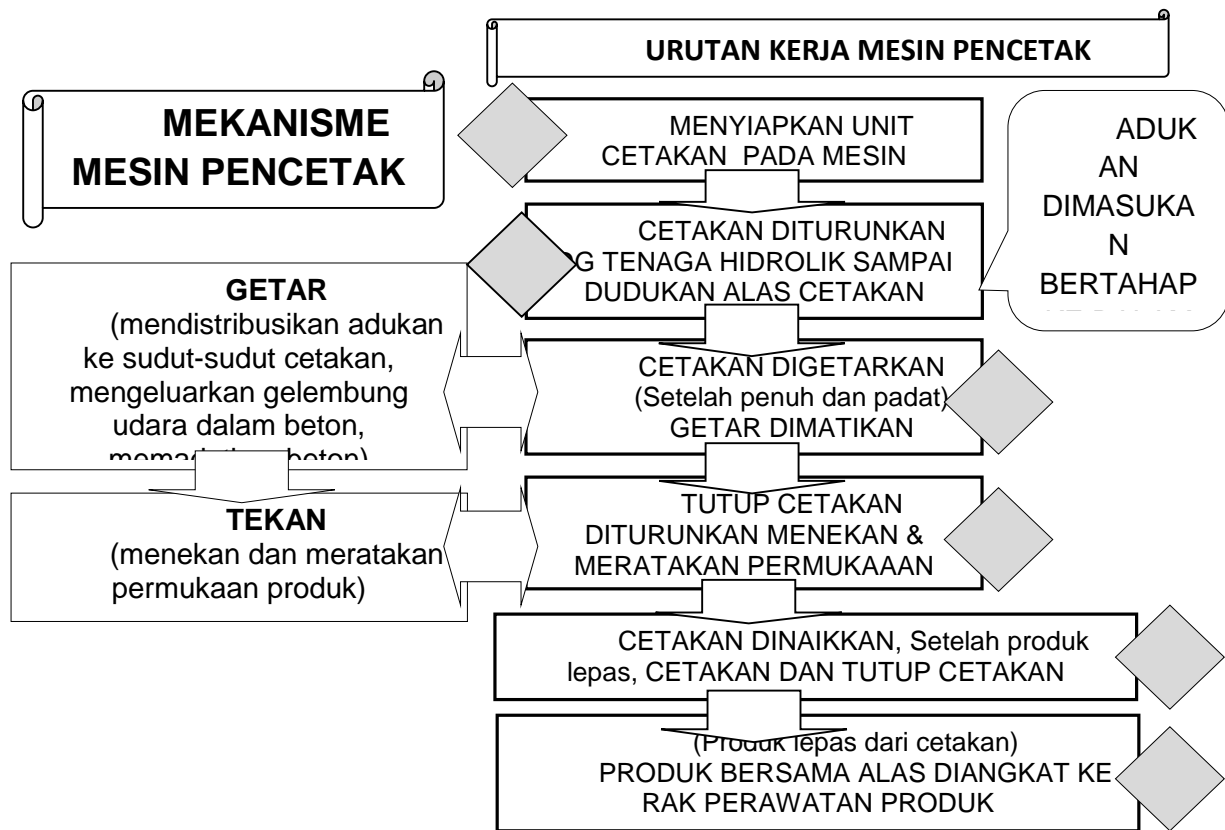 URUTAN KERJA MESIN PENCETAK
MEKANISME
MESIN PENCETAK
MENYIAPKAN UNIT
CETAKAN PADA MESIN
ADUK
AN
DIMASUKA
N
BERTAHAP
CETAKAN DITURUNKAN
TENAGA HIDROLIK SAMPAI
DUDUKAN ALAS CETAKAN
GETAR
(mendistribusikan adukan
ke sudut-sudut cetakan,
mengeluarkan gelembung
udara dalam beton,
beton)
CETAKAN DIGETARKAN
(Setelah penuh dan padat)
GETAR DIMATIKAN
TEKAN
(menekan dan meratakan
permukaan produk)
TUTUP CETAKAN
DITURUNKAN MENEKAN &
MERATAKAN PERMUKAAAN
CETAKAN DINAIKKAN, Setelah produk
lepas, CETAKAN DAN TUTUP CETAKAN
(Produk lepas dari cetakan)
PRODUK BERSAMA ALAS DIANGKAT KE
RAK PERAWATAN PRODUK